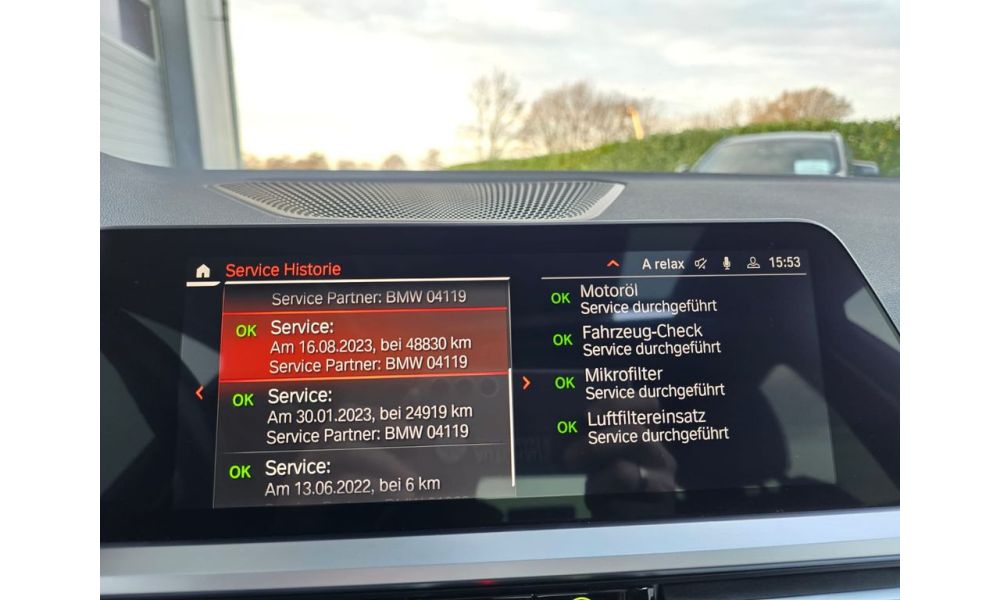 Service Historie
A relax 15:53
Service Partner: BMW 04119
OK Service:
Am 16.08.2023, bei 48830 km
Service Partner: BMW 04119
OK Service:
Am 30.01.2023, bei 24919 km
Service Partner: BMW 04119
OK Service:
Am 13.06.2022, bei 6 km
OK Motoröl
Service durchgeführt
OK Fahrzeug-Check
Service durchgeführt
OK Mikrofilter
Service durchgeführt
OK Luftfiltereinsatz
Service durchgeführt